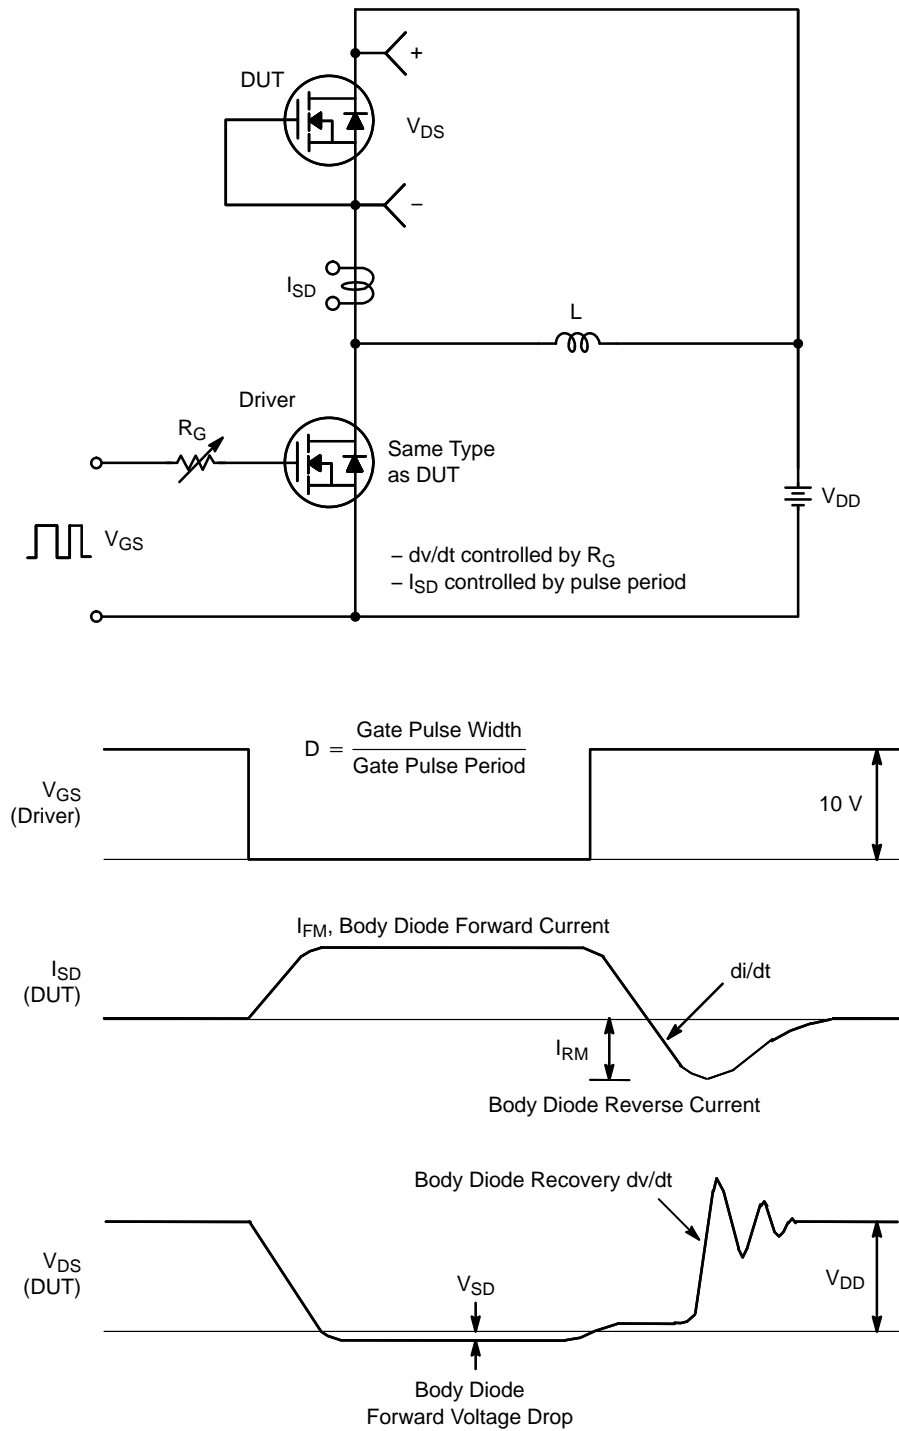 +
DUT
V_DS
−
I_SD
L
Driver
R_G
Same Type
as DUT
V_DD
V_GS
− dv/dt controlled by R_G
− I_SD controlled by pulse period
D = Gate Pulse Width
Gate Pulse Period
V_GS
(Driver)
10 V
I_FM, Body Diode Forward Current
I_SD
(DUT)
di/dt
I_RM
Body Diode Reverse Current
Body Diode Recovery dv/dt
V_DS
(DUT)
V_SD
V_DD
Body Diode
Forward Voltage Drop